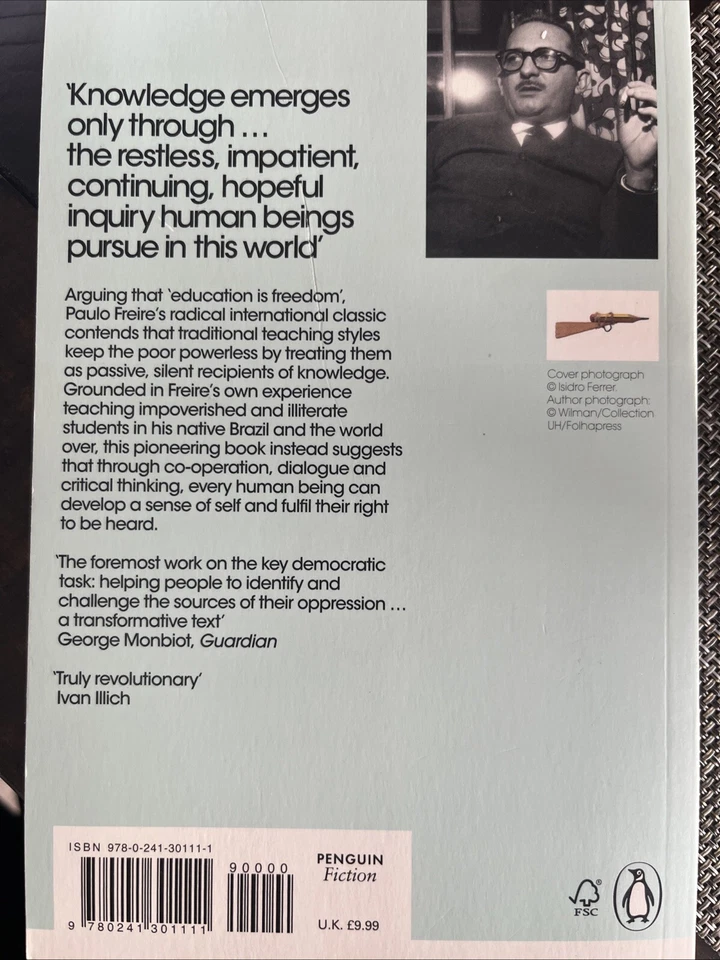 ‘Knowledge emerges
only through ...
the restless, impatient,
continuing, hopeful
inquiry human beings
pursue in this world’
Arguing that ‘education is freedom’,
Paulo Freire’s radical international classic
contends that traditional teaching styles
keep the poor powerless by treating them
as passive, silent recipients of knowledge.
Grounded in Freire’s own experience
teaching impoverished and illiterate
students in his native Brazil and the world
over, this pioneering book instead suggests
that through co-operation, dialogue and
critical thinking, every human being can
develop a sense of self and fulfil their right
to be heard.
‘The foremost work on the key democratic
task: helping people to identify and
challenge the sources of their oppression ...
a transformative text’
George Monbiot, Guardian
‘Truly revolutionary’
Ivan Illich
Cover photograph
© Isidro Ferrer.
Author photograph:
© Wilman/Collection
UH/Folhapress
ISBN 978-0-241-30111-1
90000
9 780241 301111
PENGUIN
Fiction
U.K. £9.99
FSC®